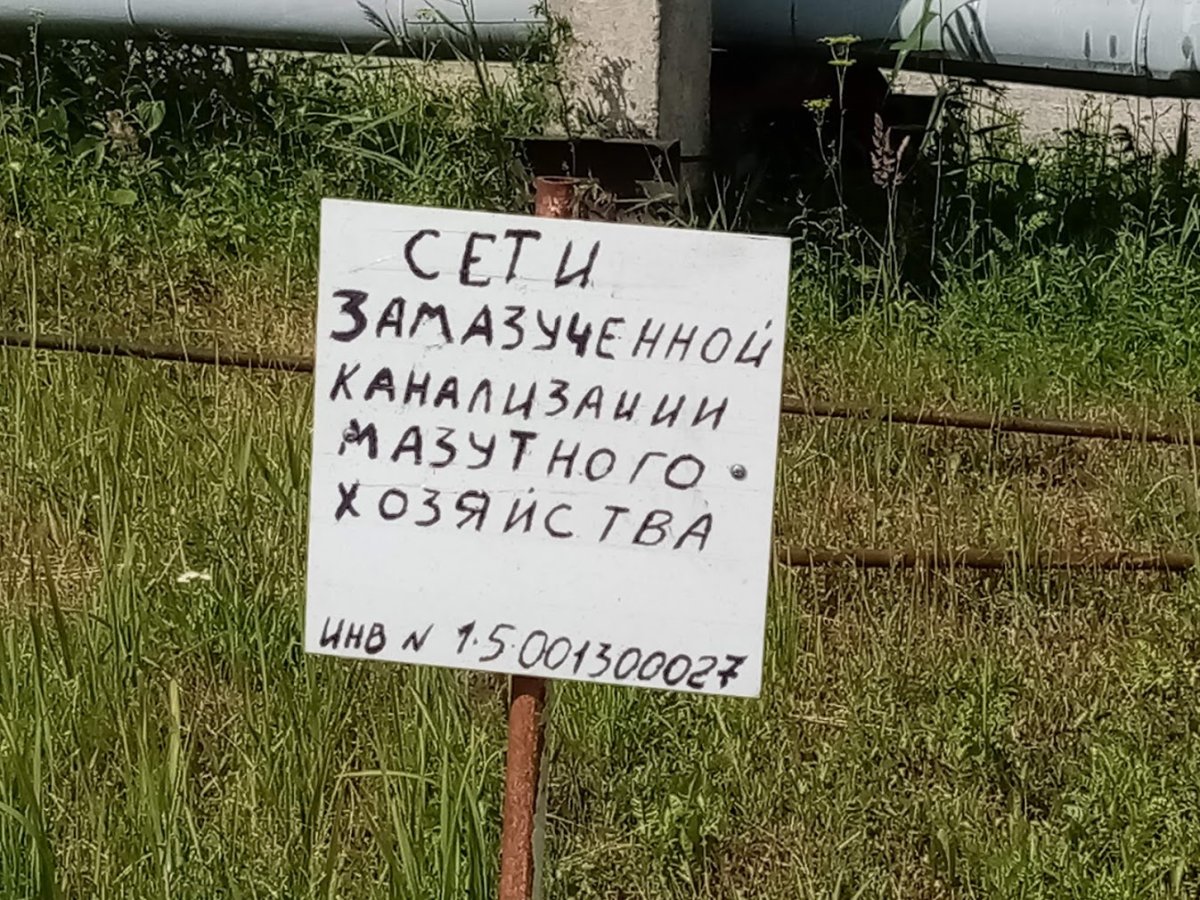 СЕТИ
ЗАМАЗУЧЕННОЙ
КАНАЛИЗАЦИИ
МАЗУТНОГО
ХОЗЯЙСТВА
ИНВ N 1.5.001300027